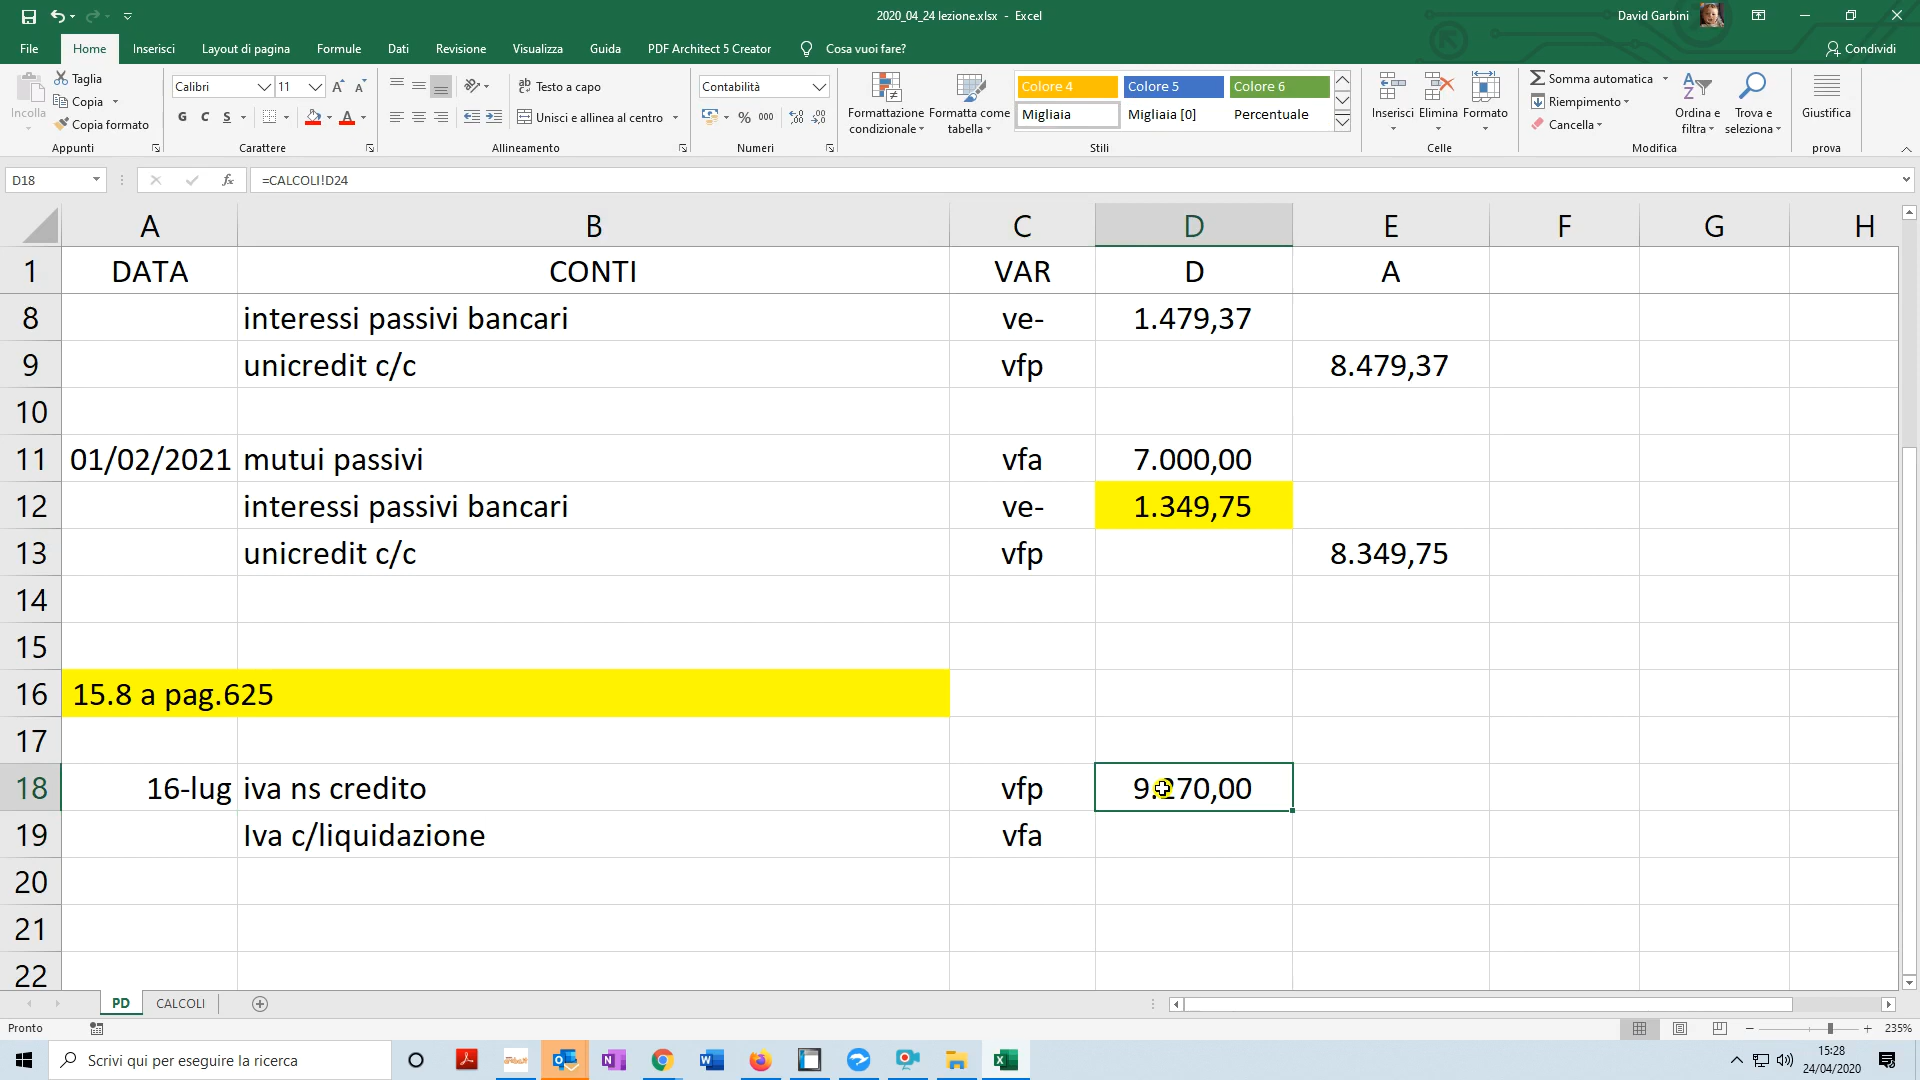 2020_04_24 lezione.xlsx - Excel
David Garbini
File Home Inserisci Layout di pagina Formule Dati Revisione Visualizza Guida PDF Architect 5 Creator Cosa vuoi fare? Condividi
Incolla
Taglia
Copia
Copia formato
Appunti
Calibri 11
G C S
Carattere
Testo a capo
Unisci e allinea al centro
Allineamento
Contabilità
% 000
Numeri
Formattazione condizionale
Formatta come tabella
Colore 4 Colore 5 Colore 6
Migliaia Migliaia [0] Percentuale
Stili
Inserisci Elimina Formato
Celle
Somma automatica
Riempimento
Cancella
Ordina e filtra
Trova e seleziona
Modifica
Giustifica
prova
D18 fx =CALCOLI!D24
A B C D E F G H
1 DATA CONTI VAR D A
8 interessi passivi bancari ve- 1.479,37
9 unicredit c/c vfp 8.479,37
10
11 01/02/2021 mutui passivi vfa 7.000,00
12 interessi passivi bancari ve- 1.349,75
13 unicredit c/c vfp 8.349,75
14
15
16 15.8 a pag.625
17
18 16-lug iva ns credito vfp 9.270,00
19 Iva c/liquidazione vfa
20
21
22
PD CALCOLI
Pronto 235%
Scrivi qui per eseguire la ricerca
15:28
24/04/2020